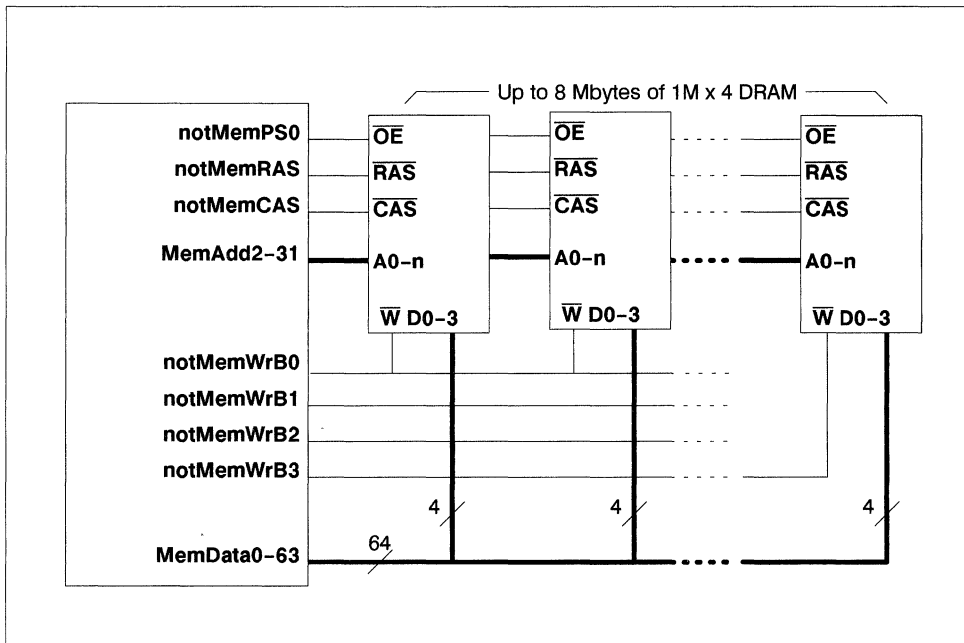 Up to 8 Mbytes of 1M x 4 DRAM
notMemPS0
OE
OE
OE
notMemRAS
RAS
RAS
RAS
notMemCAS
CAS
CAS
CAS
MemAdd2-31
A0-n
A0-n
A0-n
W D0-3
W D0-3
W D0-3
notMemWrB0
notMemWrB1
notMemWrB2
notMemWrB3
4
4
4
64
MemData0-63